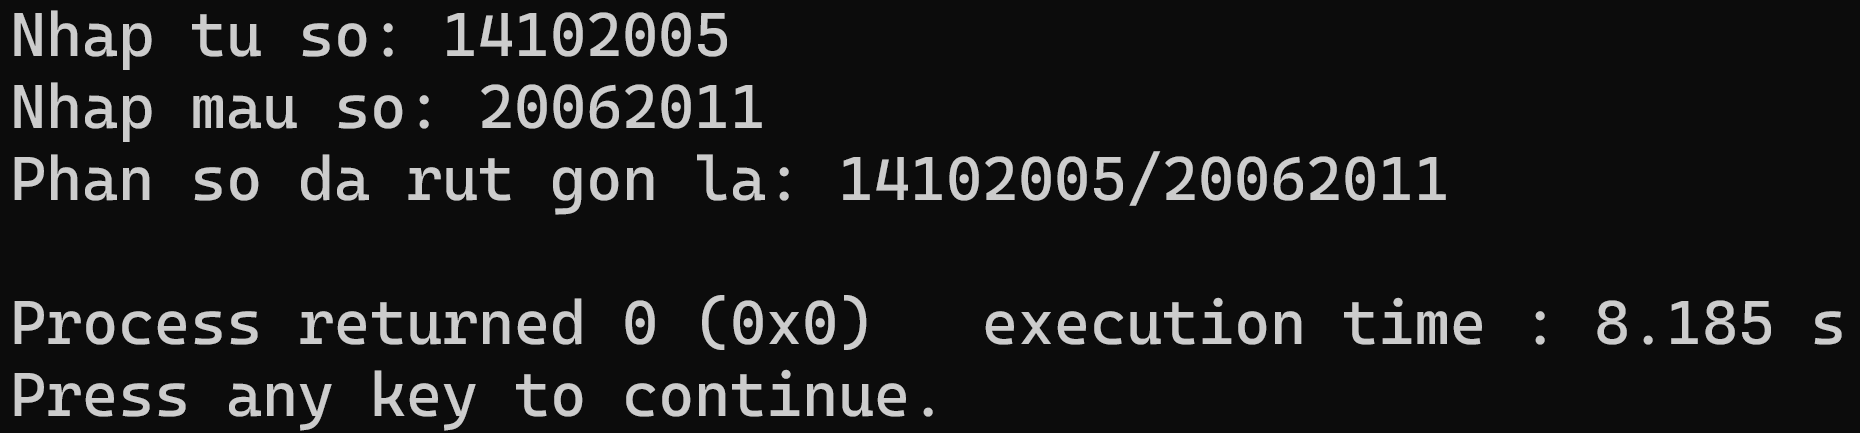 Nhap tu so: 14102005
Nhap mau so: 20062011
Phan so da rut gon la: 14102005/20062011
Process returned 0 (0x0)   execution time : 8.185 s
Press any key to continue.